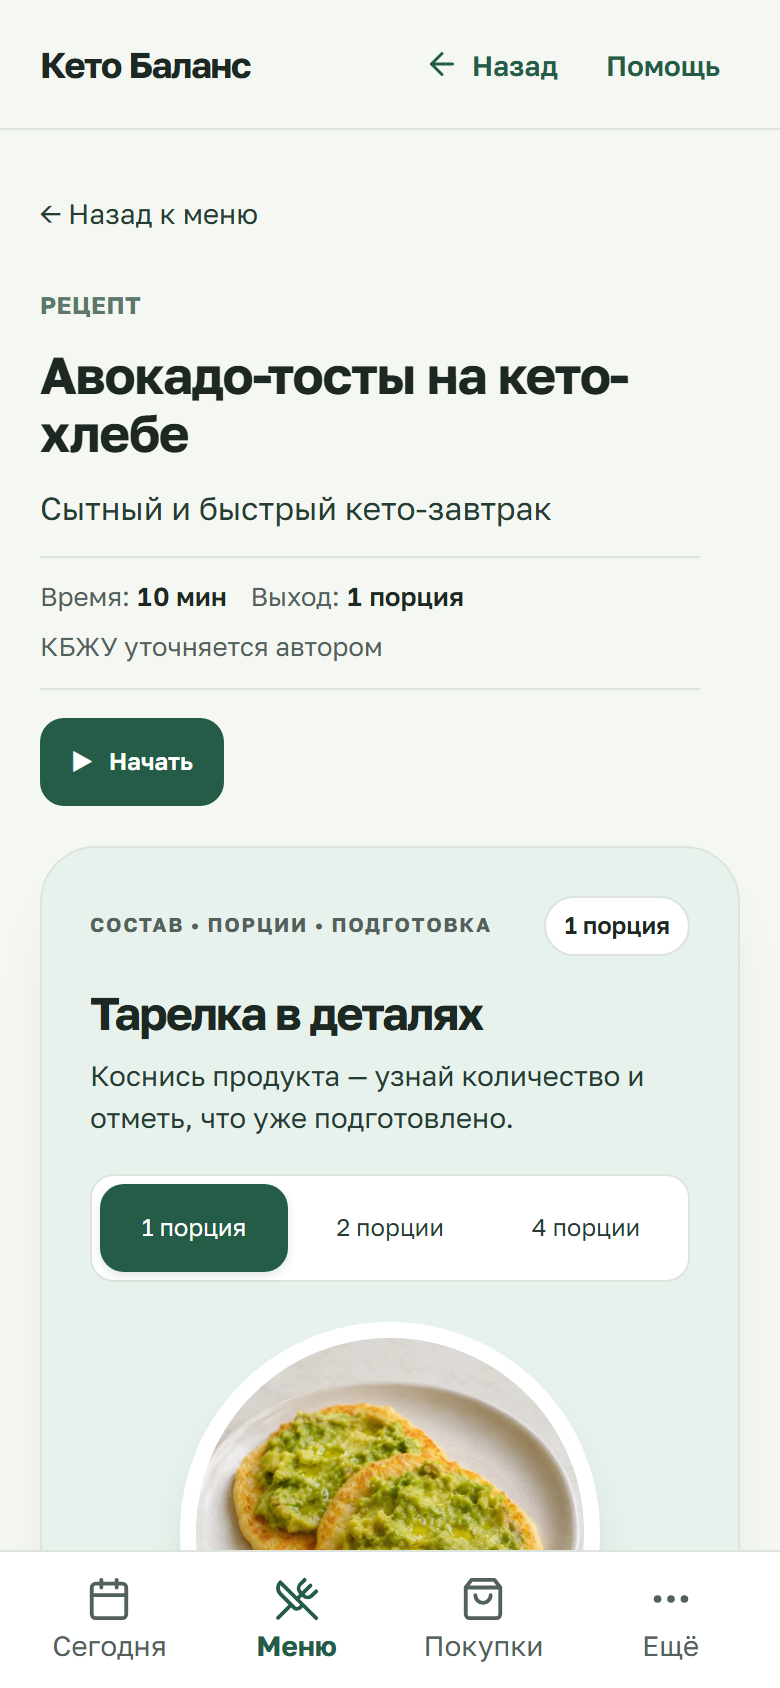 Кето Баланс
← Назад
Помощь
← Назад к меню
РЕЦЕПТ
Авокадо-тосты на кето-
хлебе
Сытный и быстрый кето-завтрак
Время: 10 мин Выход: 1 порция
КБЖУ уточняется автором
▶ Начать
СОСТАВ • ПОРЦИИ • ПОДГОТОВКА
1 порция
Тарелка в деталях
Коснись продукта — узнай количество и
отметь, что уже подготовлено.
1 порция
2 порции
4 порции
Сегодня
Меню
Покупки
Ещё